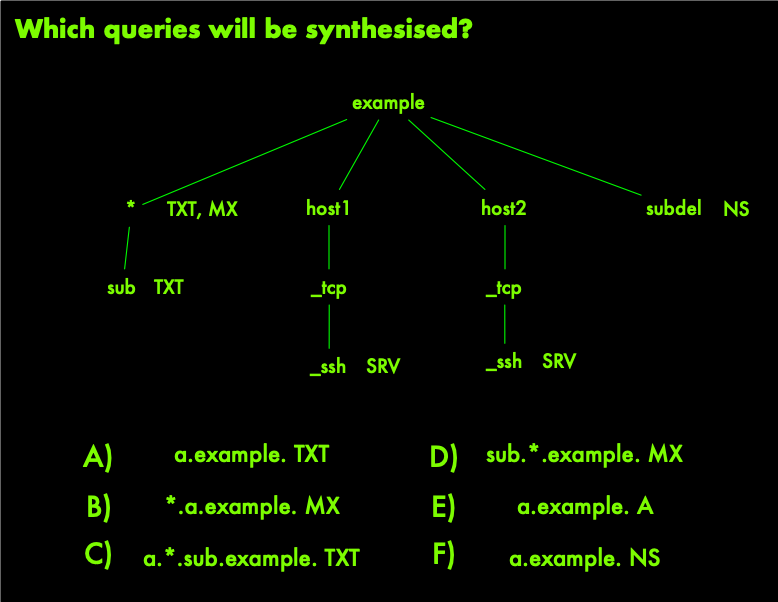 Which queries will be synthesised?
example
* TXT, MX host1 host2 subdel NS
sub TXT _tcp _tcp
_ssh SRV _ssh SRV
A) a.example. TXT D) sub.*.example. MX
B) *.a.example. MX E) a.example. A
C) a.*.sub.example. TXT F) a.example. NS